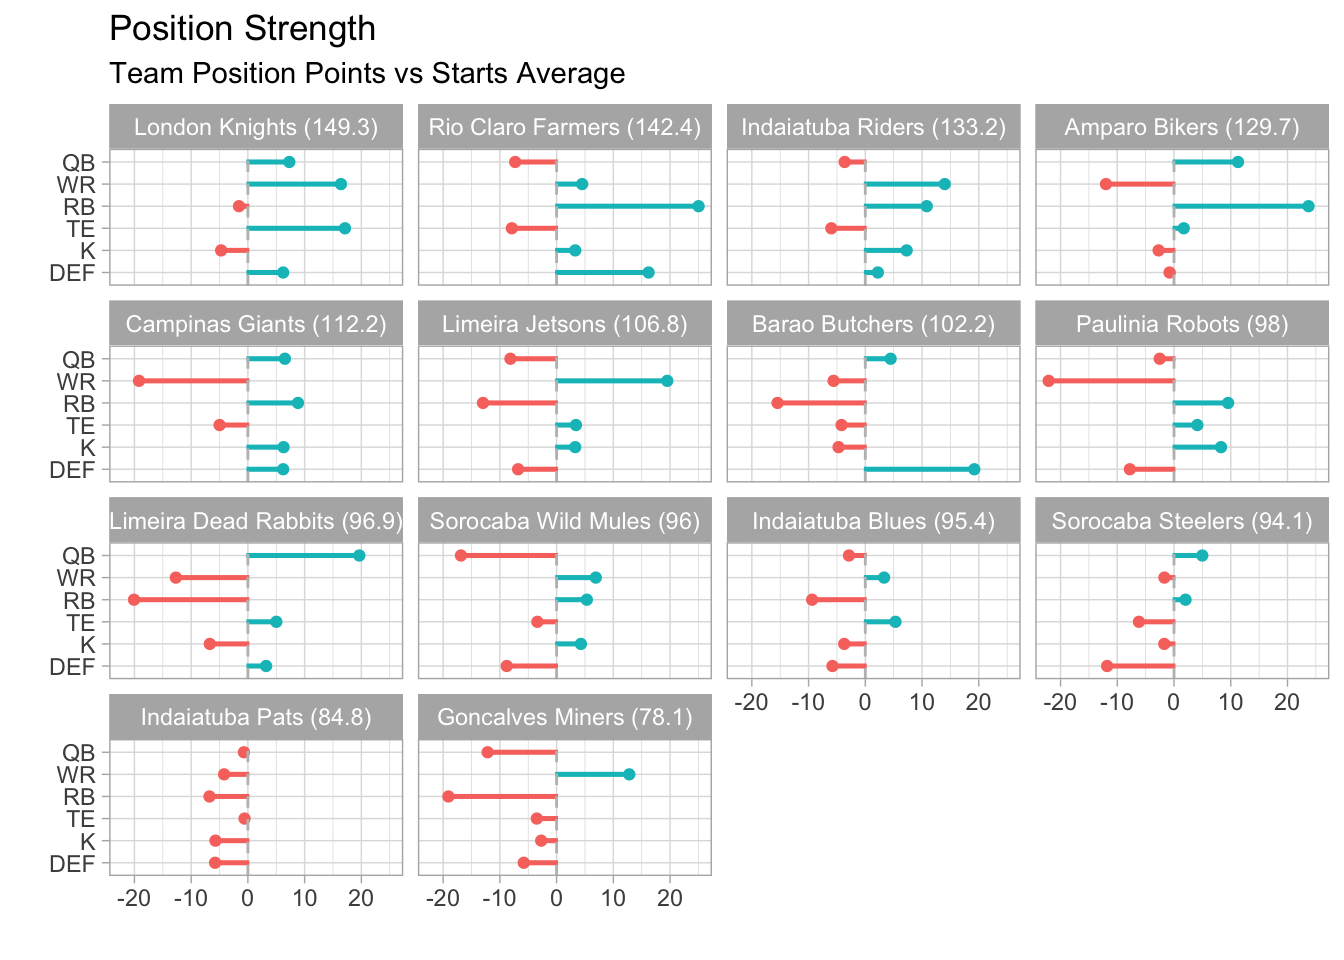 Position Strength
Team Position Points vs Starts Average
London Knights (149.3) Rio Claro Farmers (142.4) Indaiatuba Riders (133.2) Amparo Bikers (129.7)
QB
WR
RB
TE
K
DEF
Campinas Giants (112.2) Limeira Jetsons (106.8) Barao Butchers (102.2) Paulinia Robots (98)
QB
WR
RB
TE
K
DEF
Limeira Dead Rabbits (96.9) Sorocaba Wild Mules (96) Indaiatuba Blues (95.4) Sorocaba Steelers (94.1)
QB
WR
RB
TE
K
DEF
-20 -10 0 10 20 -20 -10 0 10 20
Indaiatuba Pats (84.8) Goncalves Miners (78.1)
QB
WR
RB
TE
K
DEF
-20 -10 0 10 20 -20 -10 0 10 20